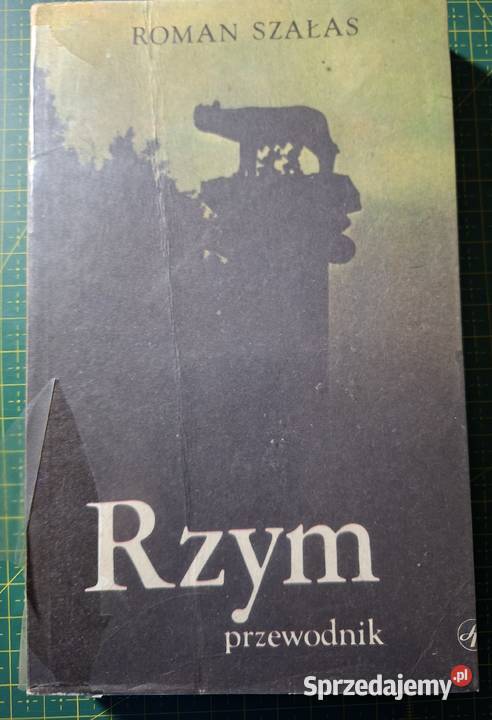 ROMAN SZAŁAS
Rzym
przewodnik
Sprzedajemy.pl